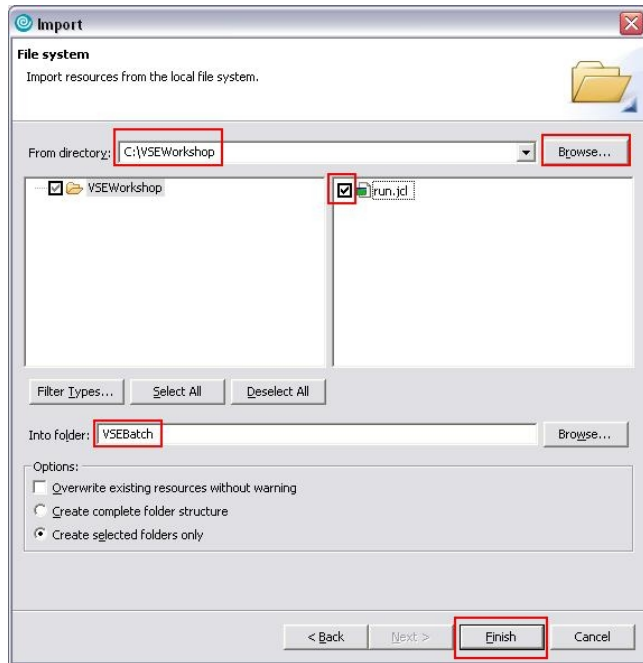 Import
File system
Import resources from the local file system.
From directory: C:\VSEWorkshop Browse...
VSEWorkshop run.jcl
Filter Types... Select All Deselect All
Into folder: VSEBatch Browse...
Options:
Overwrite existing resources without warning
Create complete folder structure
Create selected folders only
< Back Next > Finish Cancel